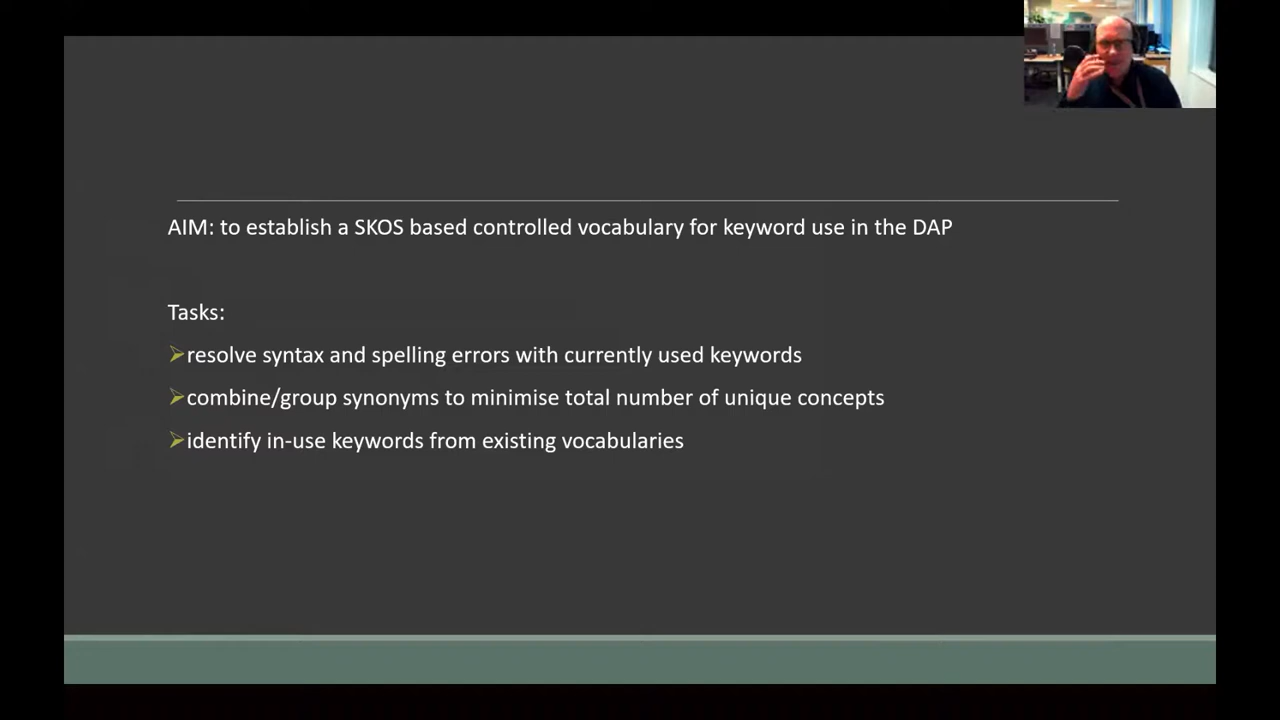 AIM: to establish a SKOS based controlled vocabulary for keyword use in the DAP
Tasks:
resolve syntax and spelling errors with currently used keywords
combine/group synonyms to minimise total number of unique concepts
identify in-use keywords from existing vocabularies